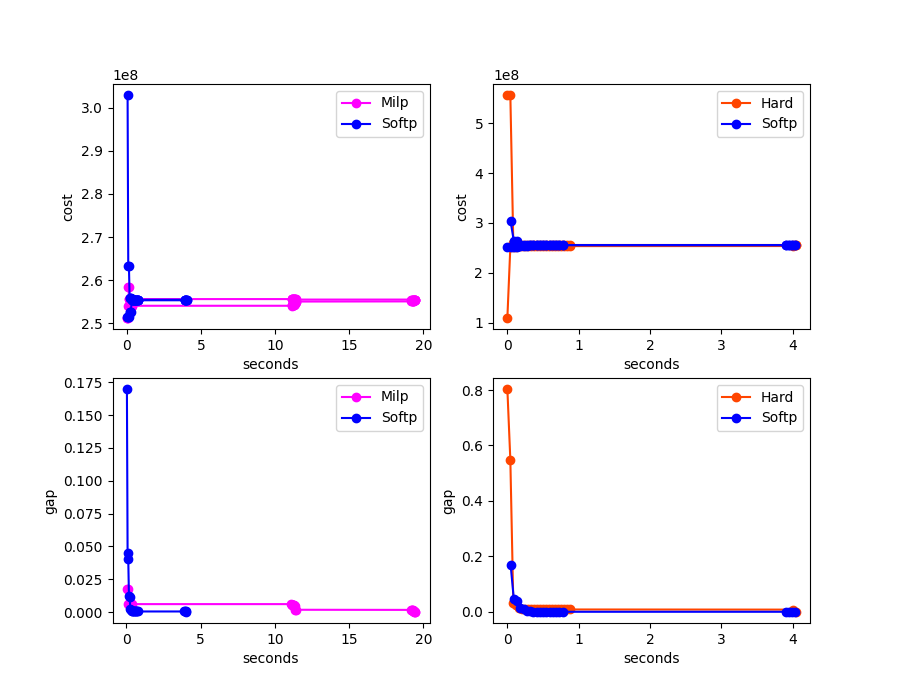 1e8
3.0
2.9
2.8
2.7
2.6
2.5
cost
0
5
10
15
20
seconds
Milp
Softp
1e8
5
4
3
2
1
cost
0
1
2
3
4
seconds
Hard
Softp
0.175
0.150
0.125
0.100
0.075
0.050
0.025
0.000
gap
0
5
10
15
20
seconds
Milp
Softp
0.8
0.6
0.4
0.2
0.0
gap
0
1
2
3
4
seconds
Hard
Softp